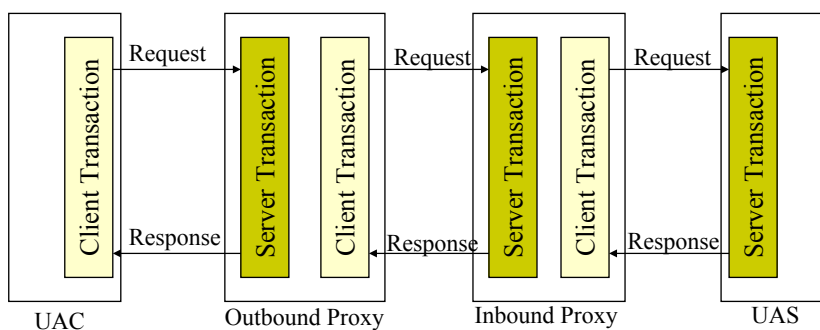 Client Transaction
Request
Response
Server Transaction
Client Transaction
Request
Response
Server Transaction
Client Transaction
Request
Response
Server Transaction
UAC
Outbound Proxy
Inbound Proxy
UAS